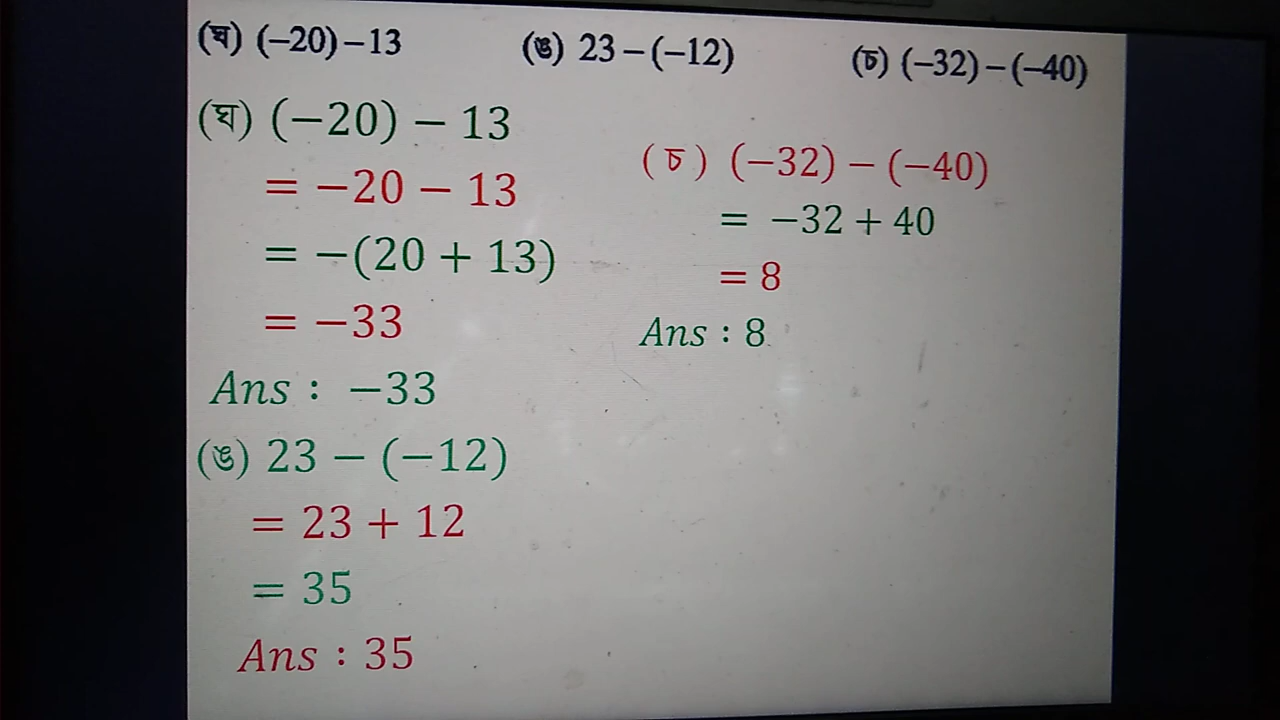 (ঘ) (–20) – 13 (ঙ) 23 – (–12) (চ) (–32) – (–40)
(ঘ) (−20) − 13
= −20 − 13
= −(20 + 13)
= −33
Ans : −33
(ঙ) 23 − (−12)
= 23 + 12
= 35
Ans : 35
(চ) (−32) − (−40)
= −32 + 40
= 8
Ans : 8